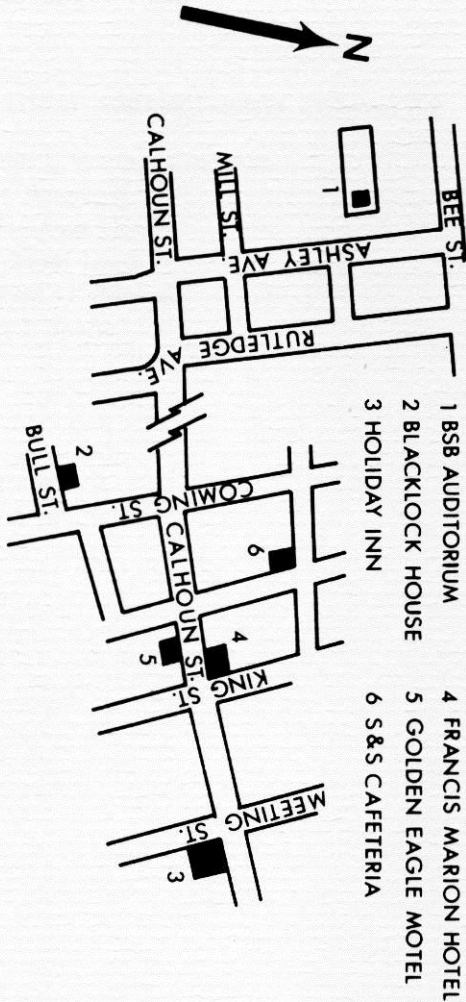 N
BEE ST.
1
ASHLEY AVE
MILL ST.
CALHOUN ST.
RUTLEDGE
AVE.
BULL ST.
2
COMING
ST.
CALHOUN ST.
6
5
4
KING
ST.
MEETING
ST.
3
1 BSB AUDITORIUM
2 BLACKLOCK HOUSE
3 HOLIDAY INN
4 FRANCIS MARION HOTEL
5 GOLDEN EAGLE MOTEL
6 S&S CAFETERIA